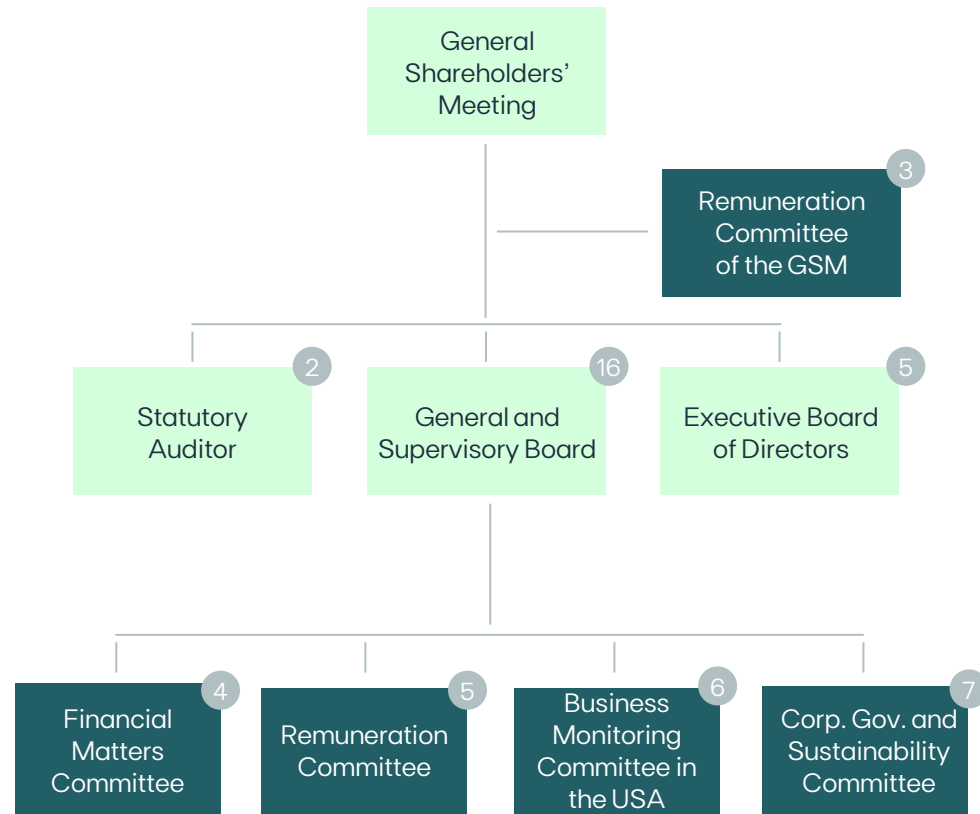 General
Shareholders’
Meeting
3
Remuneration
Committee
of the GSM
2
Statutory
Auditor
16
General and
Supervisory Board
5
Executive Board
of Directors
4
Financial
Matters
Committee
5
Remuneration
Committee
6
Business
Monitoring
Committee in
the USA
7
Corp. Gov. and
Sustainability
Committee